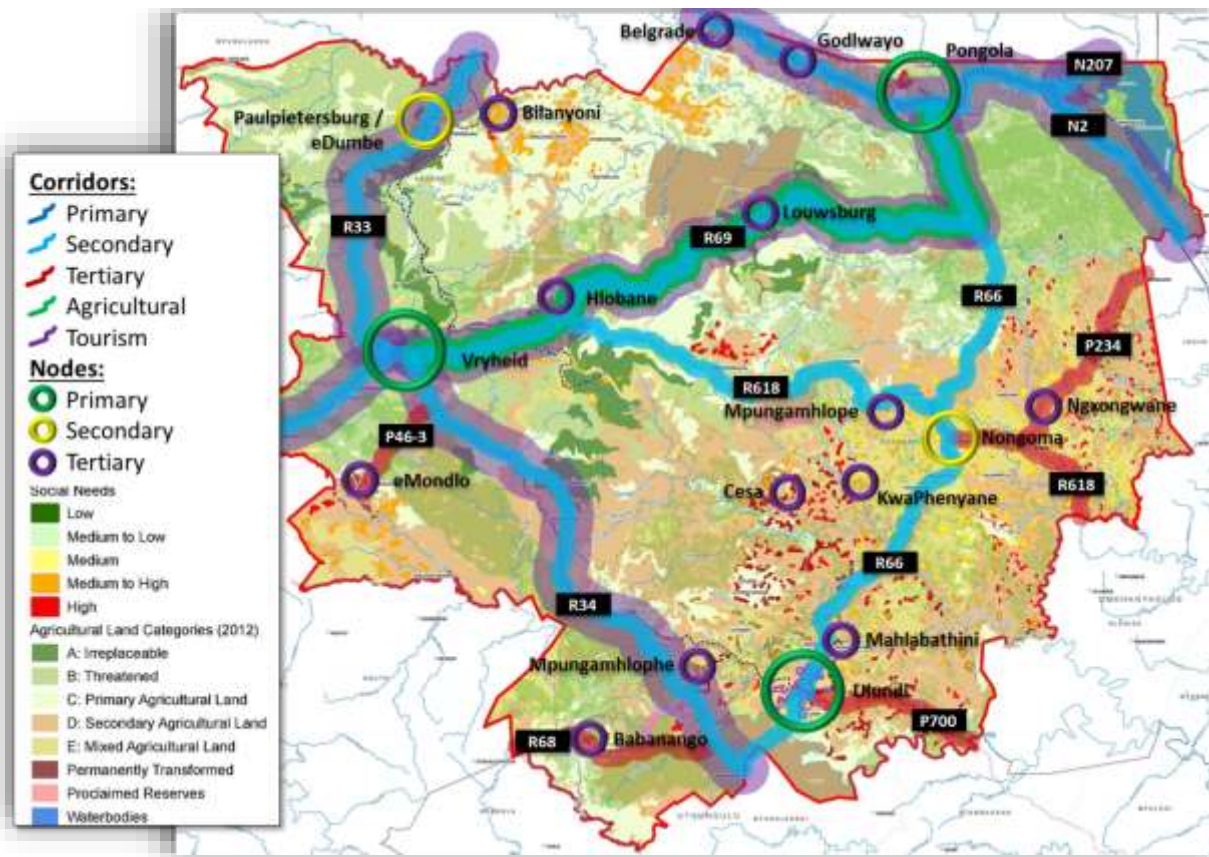 Corridors:
Primary
Secondary
Tertiary
Agricultural
Tourism
Nodes:
Primary
Secondary
Tertiary
Social Needs
Low
Medium to Low
Medium
Medium to High
High
Agricultural Land Categories (2012)
A: Irreplaceable
B: Threatened
C: Primary Agricultural Land
D: Secondary Agricultural Land
E: Mixed Agricultural Land
Permanently Transformed
Proclaimed Reserves
Waterbodies
Belgrade
Godlwayo
Pongola
N207
Paulpietersburg /
eDumbe
Bilanyoni
N2
R33
Louwsburg
R69
Hlobane
R66
Vryheid
P234
R618
Mpungamhlope
Ngxongwane
P46-3
Nongoma
eMondlo
Cesa
KwaPhenyane
R618
R66
R34
Mahlabathini
Mpungamhlophe
Ulundi
P700
R68
Babanango